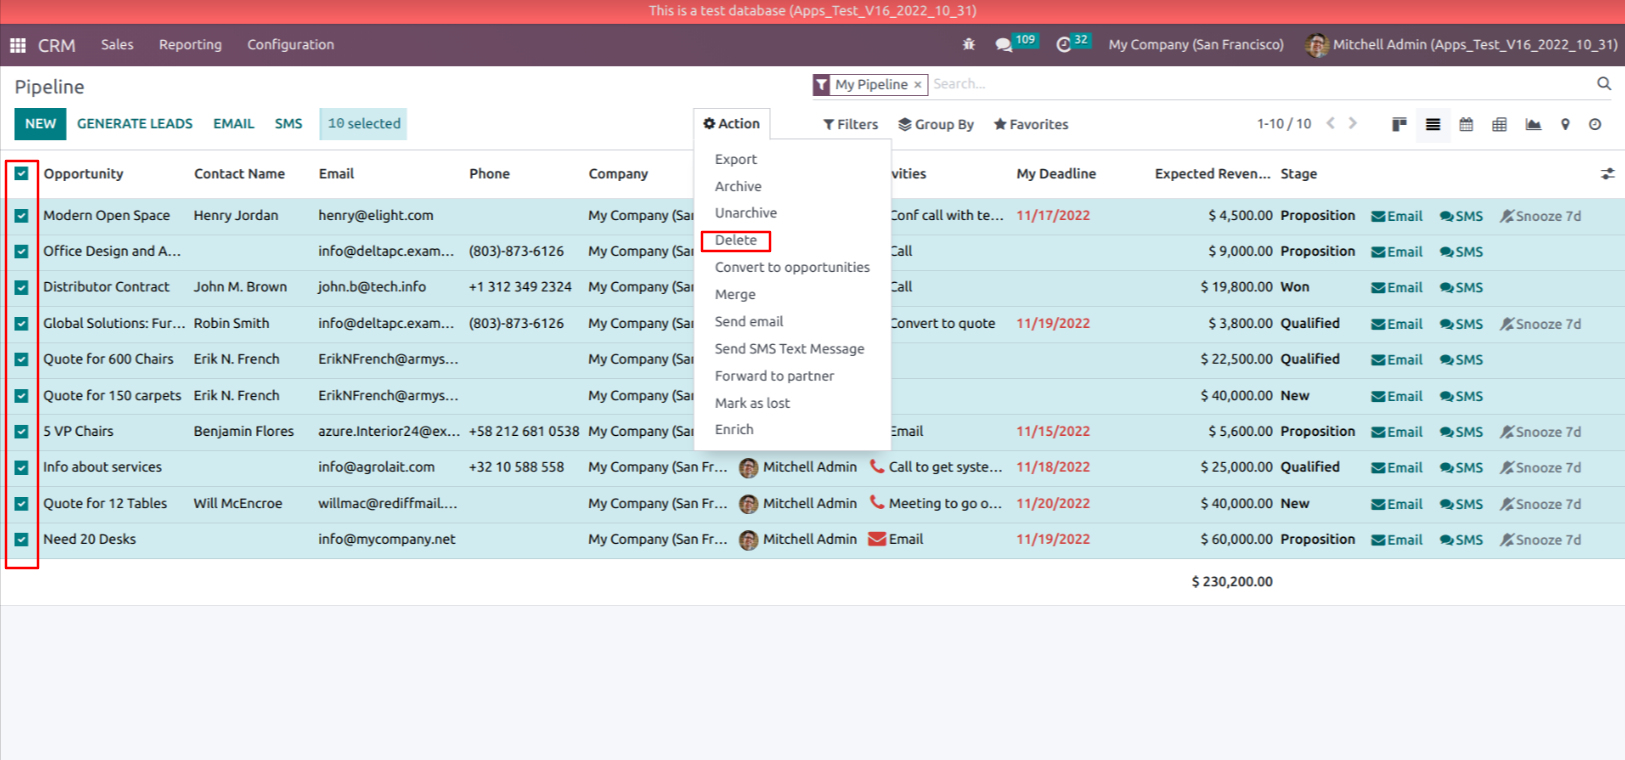 This is a test database (Apps_Test_V16_2022_10_31)
CRM Sales Reporting Configuration 109 32 My Company (San Francisco) Mitchell Admin (Apps_Test_V16_2022_10_31)
Pipeline My Pipeline × Search...
NEW GENERATE LEADS EMAIL SMS 10 selected Action Filters Group By Favorites 1-10 / 10
Export
Archive
Unarchive
Delete
Convert to opportunities
Merge
Send email
Send SMS Text Message
Forward to partner
Mark as lost
Enrich
Opportunity Contact Name Email Phone Company vities My Deadline Expected Reven... Stage
Modern Open Space Henry Jordan henry@elight.com My Company (Sa Conf call with te... 11/17/2022 $ 4,500.00 Proposition Email SMS Snooze 7d
Office Design and A... info@deltapc.exam... (803)-873-6126 My Company (Sa Call $ 9,000.00 Proposition Email SMS
Distributor Contract John M. Brown john.b@tech.info +1 312 349 2324 My Company (Sa Call $ 19,800.00 Won Email SMS
Global Solutions: Fur... Robin Smith info@deltapc.exam... (803)-873-6126 My Company (Sa Convert to quote 11/19/2022 $ 3,800.00 Qualified Email SMS Snooze 7d
Quote for 600 Chairs Erik N. French ErikNFrench@armys... My Company (Sa $ 22,500.00 Qualified Email SMS
Quote for 150 carpets Erik N. French ErikNFrench@armys... My Company (Sa $ 40,000.00 New Email SMS
5 VP Chairs Benjamin Flores azure.Interior24@ex... +58 212 681 0538 My Company (Sa Email 11/15/2022 $ 5,600.00 Proposition Email SMS Snooze 7d
Info about services info@agrolait.com +32 10 588 558 My Company (San Fr... Mitchell Admin Call to get syste... 11/18/2022 $ 25,000.00 Qualified Email SMS Snooze 7d
Quote for 12 Tables Will McEncroe willmac@rediffmail.... My Company (San Fr... Mitchell Admin Meeting to go o... 11/20/2022 $ 40,000.00 New Email SMS Snooze 7d
Need 20 Desks info@mycompany.net My Company (San Fr... Mitchell Admin Email 11/19/2022 $ 60,000.00 Proposition Email SMS Snooze 7d
$ 230,200.00